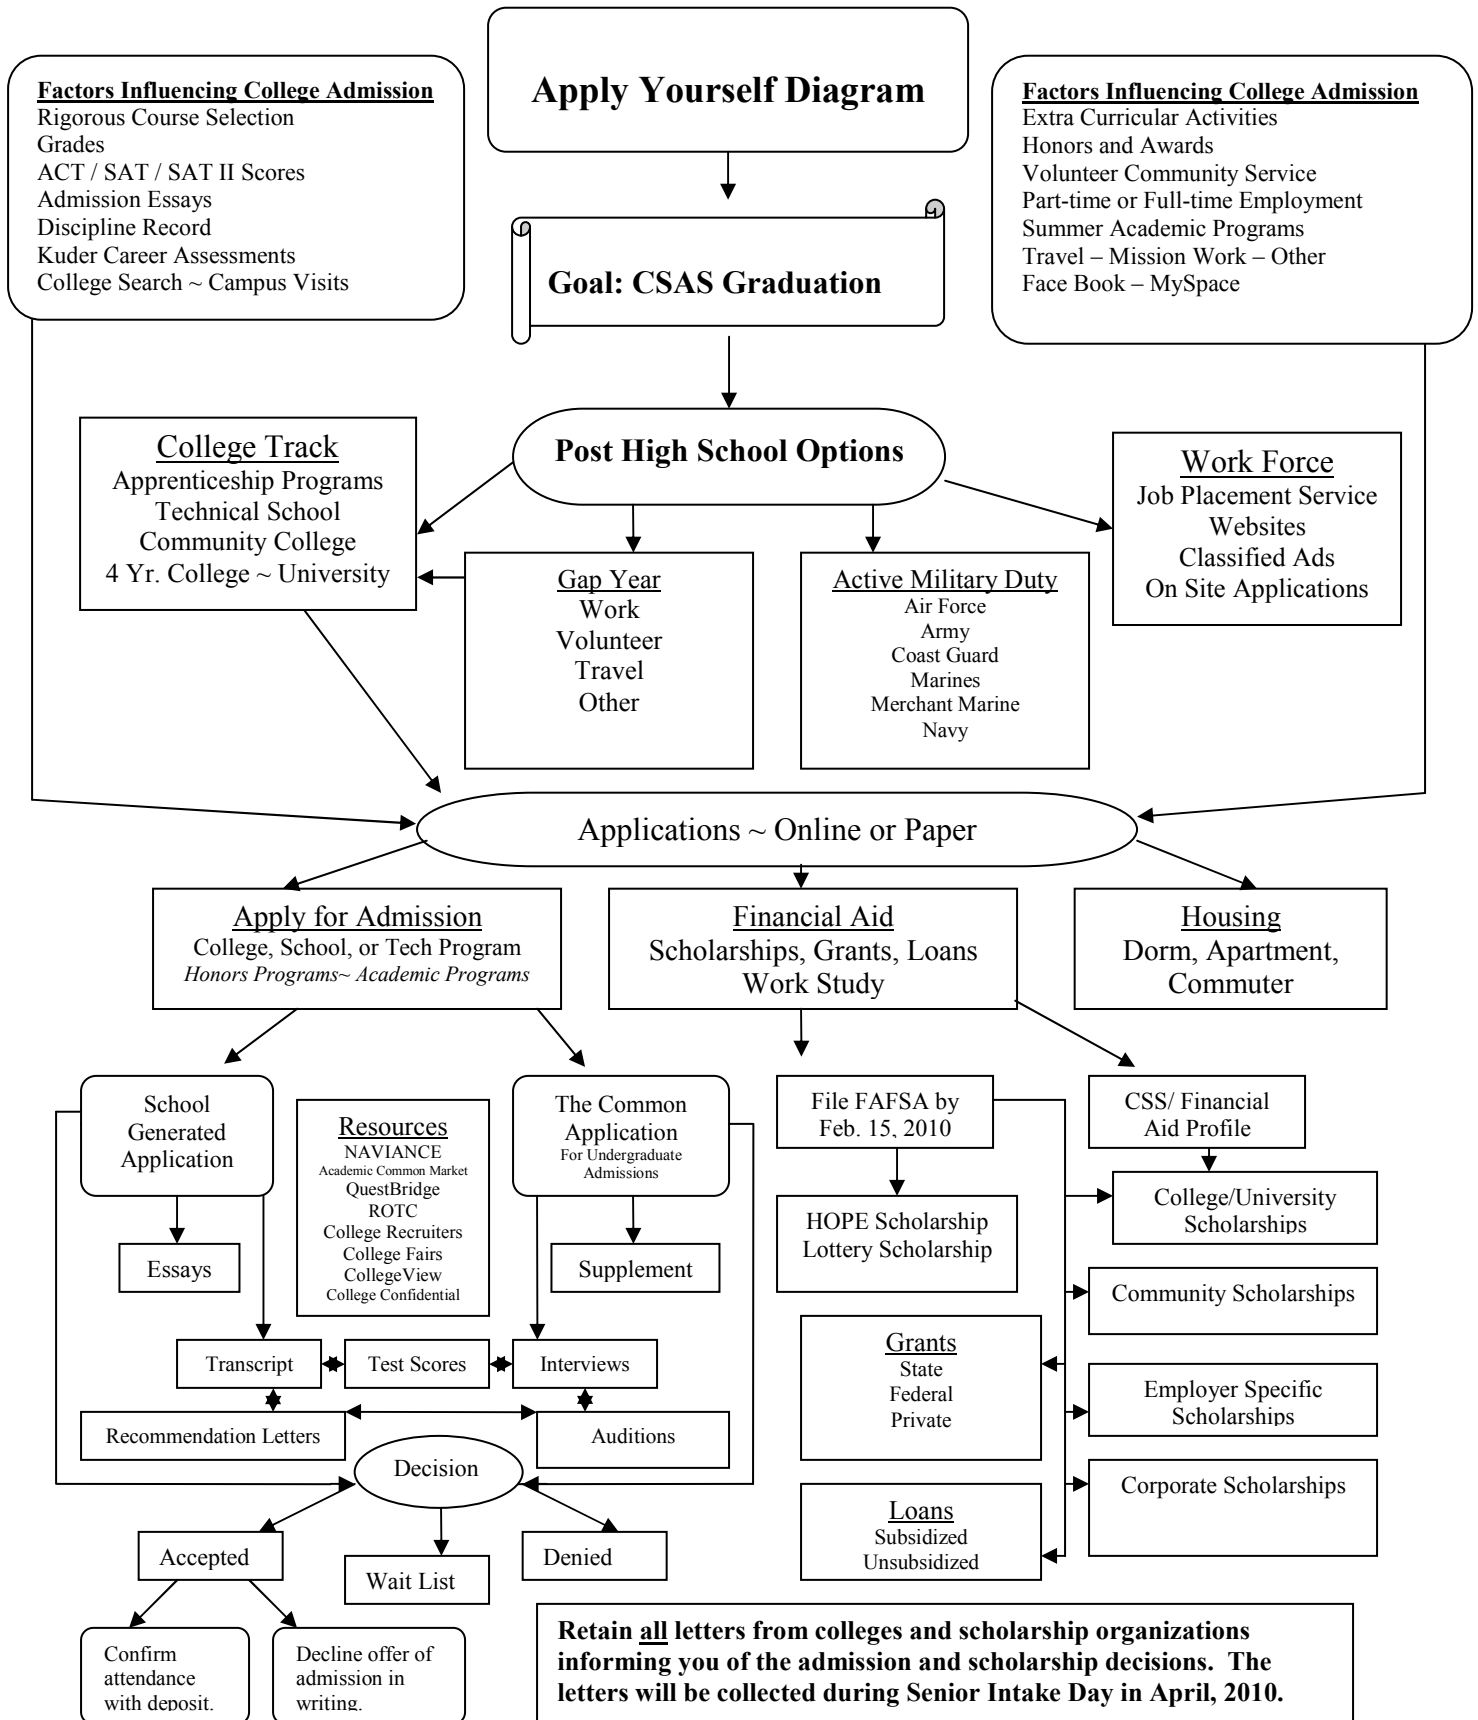 Apply Yourself Diagram
Factors Influencing College Admission
Rigorous Course Selection
Grades
ACT / SAT / SAT II Scores
Admission Essays
Discipline Record
Kuder Career Assessments
College Search ~ Campus Visits
Factors Influencing College Admission
Extra Curricular Activities
Honors and Awards
Volunteer Community Service
Part-time or Full-time Employment
Summer Academic Programs
Travel – Mission Work – Other
Face Book – MySpace
Goal: CSAS Graduation
Post High School Options
College Track
Apprenticeship Programs
Technical School
Community College
4 Yr. College ~ University
Gap Year
Work
Volunteer
Travel
Other
Active Military Duty
Air Force
Army
Coast Guard
Marines
Merchant Marine
Navy
Work Force
Job Placement Service
Websites
Classified Ads
On Site Applications
Applications ~ Online or Paper
Apply for Admission
College, School, or Tech Program
Honors Programs~ Academic Programs
Financial Aid
Scholarships, Grants, Loans
Work Study
Housing
Dorm, Apartment,
Commuter
School
Generated
Application
Resources
NAVIANCE
Academic Common Market
QuestBridge
ROTC
College Recruiters
College Fairs
CollegeView
College Confidential
The Common
Application
For Undergraduate
Admissions
File FAFSA by
Feb. 15, 2010
CSS/ Financial
Aid Profile
Essays
Supplement
HOPE Scholarship
Lottery Scholarship
College/University
Scholarships
Community Scholarships
Transcript
Test Scores
Interviews
Grants
State
Federal
Private
Employer Specific
Scholarships
Recommendation Letters
Auditions
Decision
Corporate Scholarships
Loans
Subsidized
Unsubsidized
Accepted
Wait List
Denied
Confirm
attendance
with deposit.
Decline offer of
admission in
writing.
Retain all letters from colleges and scholarship organizations
informing you of the admission and scholarship decisions. The
letters will be collected during Senior Intake Day in April, 2010.